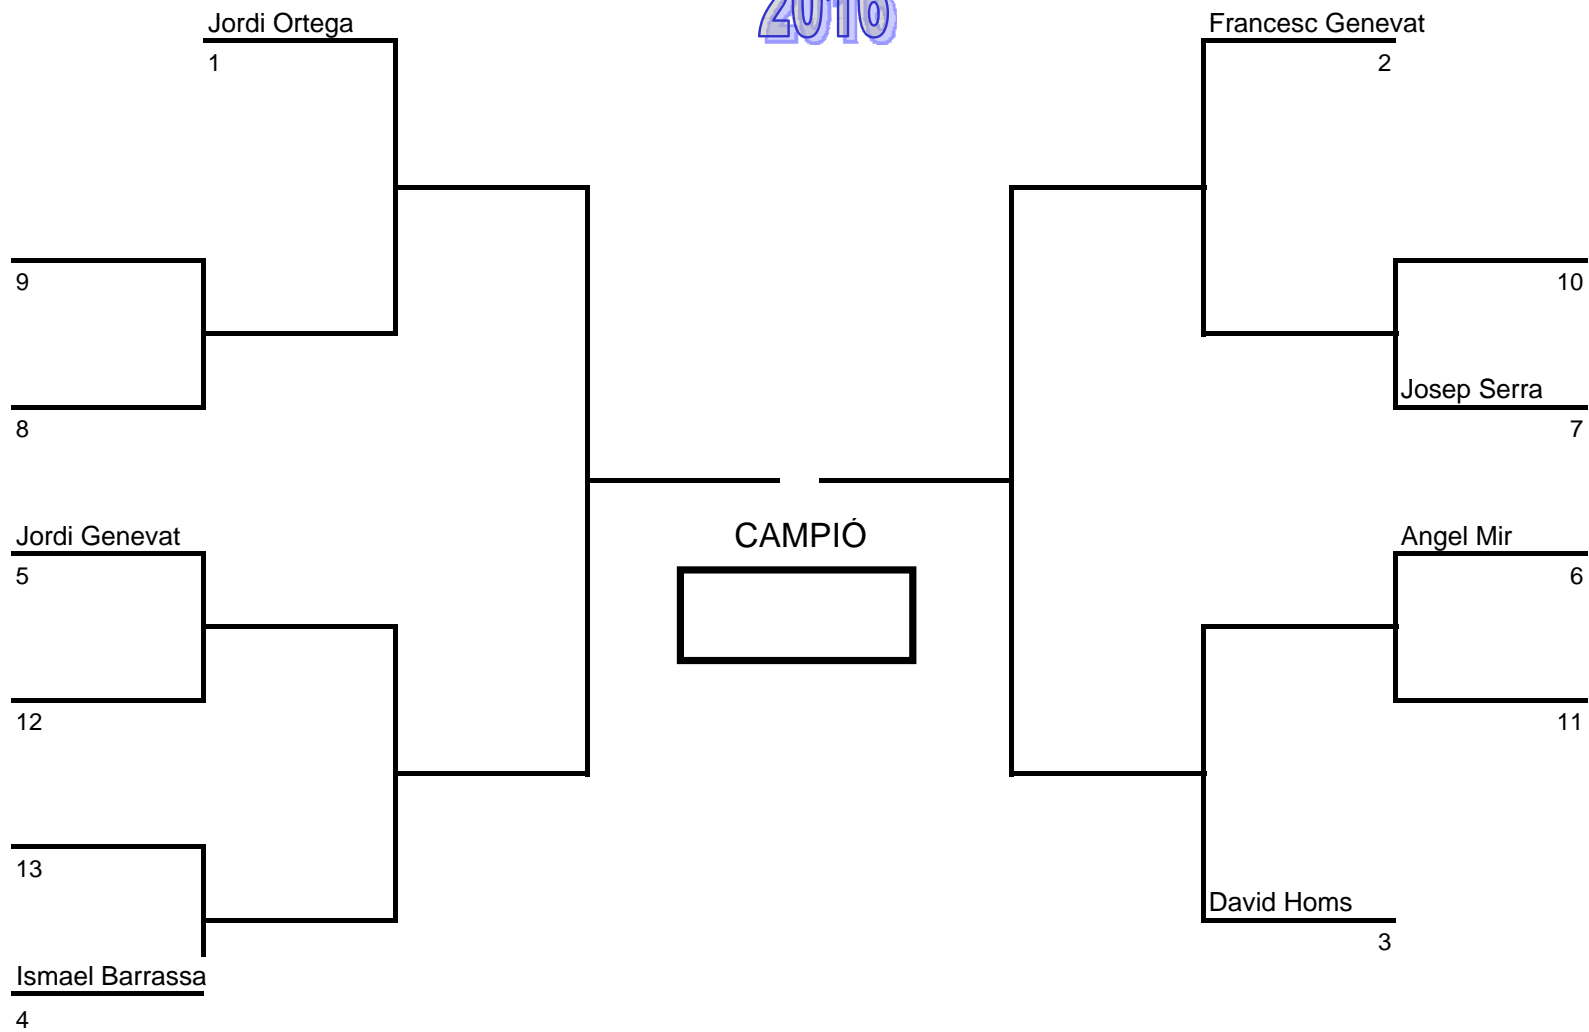 2016
Jordi Ortega
1
Francesc Genevat
2
9
10
8
Josep Serra
7
Jordi Genevat
5
CAMPIÓ
Angel Mir
6
12
11
13
David Homs
3
Ismael Barrassa
4